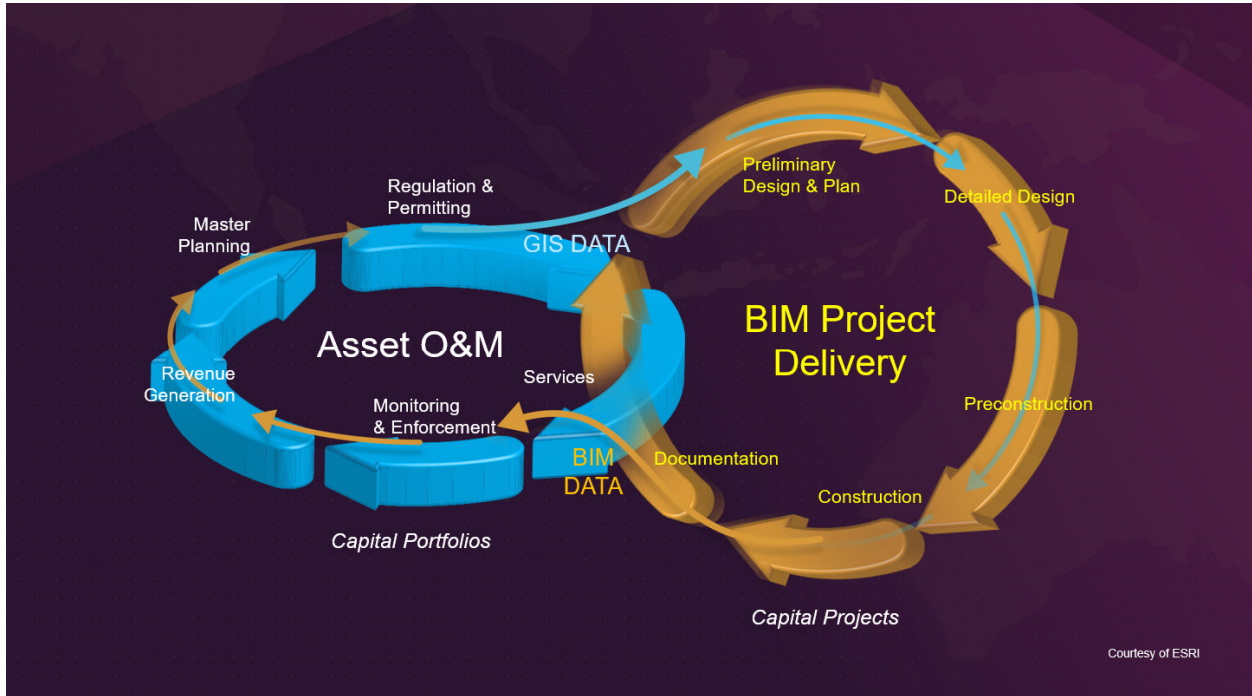 Regulation &
Permitting
Master
Planning
GIS DATA
Asset O&M
Services
Revenue
Generation
Monitoring
& Enforcement
BIM
DATA
Capital Portfolios
Preliminary
Design & Plan
Detailed Design
BIM Project
Delivery
Preconstruction
Documentation
Construction
Capital Projects
Courtesy of ESRI